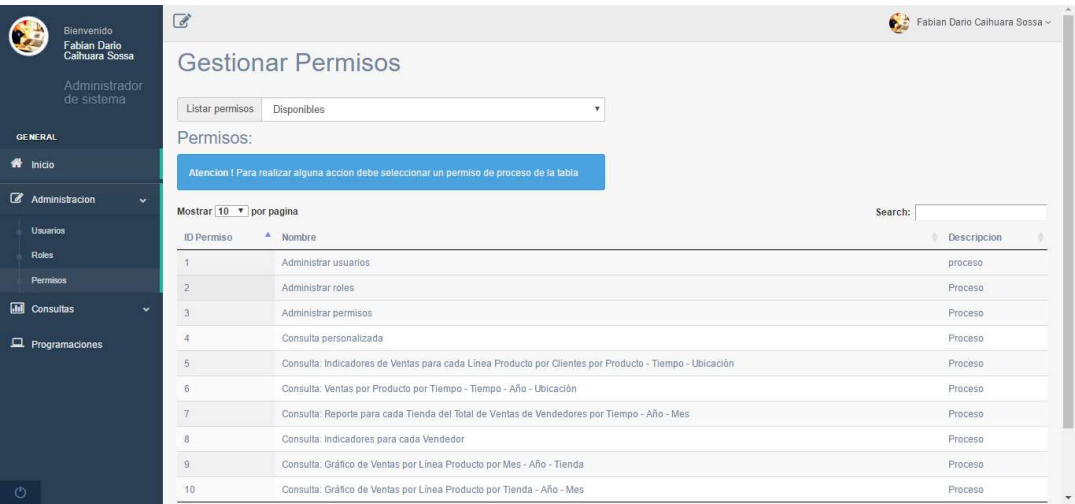 Bienvenido
Fabian Dario
Caihuara Sossa
Administrador
de sistema
GENERAL
Inicio
Administracion
Usuarios
Roles
Permisos
Consultas
Programaciones
Fabian Dario Caihuara Sossa
Gestionar Permisos
Listar permisos Disponibles
Permisos:
Atencion ! Para realizar alguna accion debe seleccionar un permiso de proceso de la tabla
Mostrar 10 por pagina Search:
ID Permiso Nombre Descripcion
1 Administrar usuarios proceso
2 Administrar roles Proceso
3 Administrar permisos Proceso
4 Consulta personalizada Proceso
5 Consulta: Indicadores de Ventas para cada Línea Producto por Clientes por Producto - Tiempo - Ubicación Proceso
6 Consulta: Ventas por Producto por Tiempo - Tiempo - Año - Ubicación Proceso
7 Consulta: Reporte para cada Tienda del Total de Ventas de Vendedores por Tiempo - Año - Mes Proceso
8 Consulta: Indicadores para cada Vendedor Proceso
9 Consulta: Gráfico de Ventas por Línea Producto por Mes - Año - Tienda Proceso
10 Consulta: Gráfico de Ventas por Línea Producto por Tienda - Año - Mes Proceso